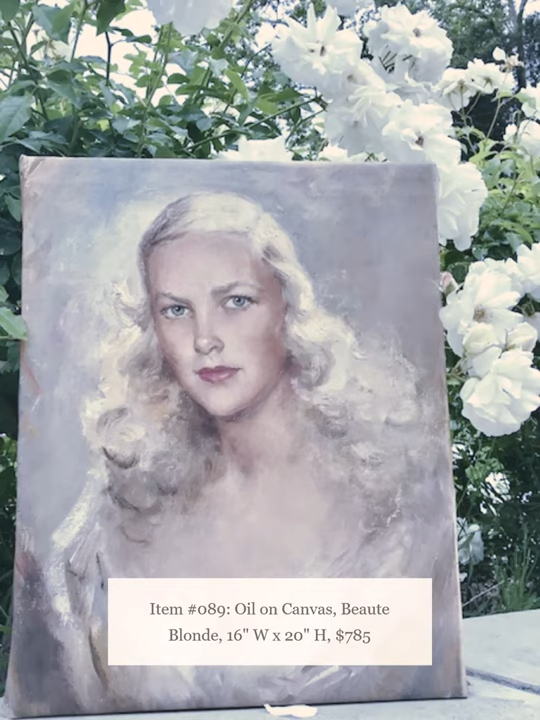 Item #089: Oil on Canvas, Beaute
Blonde, 16" W x 20" H, $785